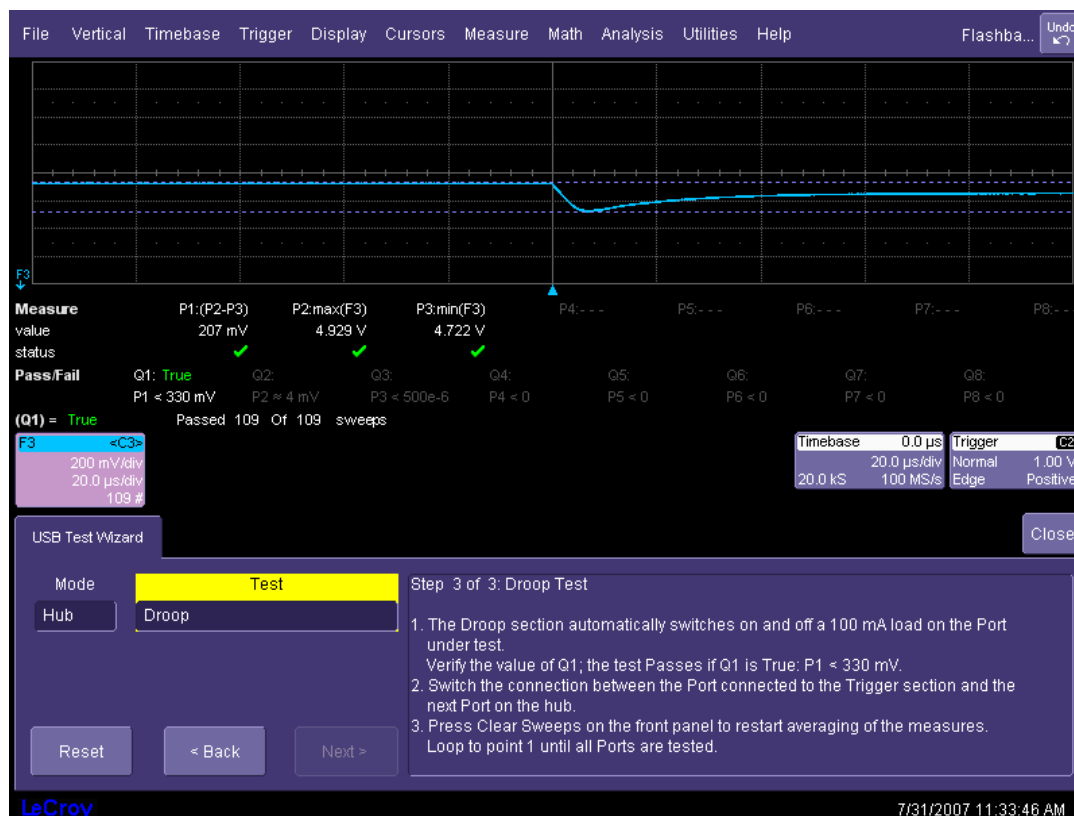 File Vertical Timebase Trigger Display Cursors Measure Math Analysis Utilities Help Flashba... Undo
F3
Measure P1:(P2-P3) P2:max(F3) P3:min(F3) P4:- - - P5:- - - P6:- - - P7:- - - P8:- - -
value 207 mV 4.929 V 4.722 V
status
Pass/Fail Q1: True Q2: Q3: Q4: Q5: Q6: Q7: Q8:
P1 < 330 mV P2 ≈ 4 mV P3 < 500e-6 P4 < 0 P5 < 0 P6 < 0 P7 < 0 P8 < 0
(Q1) = True Passed 109 Of 109 sweeps
F3 <C3>
200 mV/div
20.0 µs/div
109 #
Timebase 0.0 µs
20.0 µs/div
20.0 kS 100 MS/s
Trigger C2
Normal 1.00 V
Edge Positive
USB Test Wizard
Close
Mode
Hub
Test
Droop
Step 3 of 3: Droop Test
1. The Droop section automatically switches on and off a 100 mA load on the Port
under test.
Verify the value of Q1; the test Passes if Q1 is True: P1 < 330 mV.
2. Switch the connection between the Port connected to the Trigger section and the
next Port on the hub.
3. Press Clear Sweeps on the front panel to restart averaging of the measures.
Loop to point 1 until all Ports are tested.
Reset < Back Next >
LeCroy
7/31/2007 11:33:46 AM